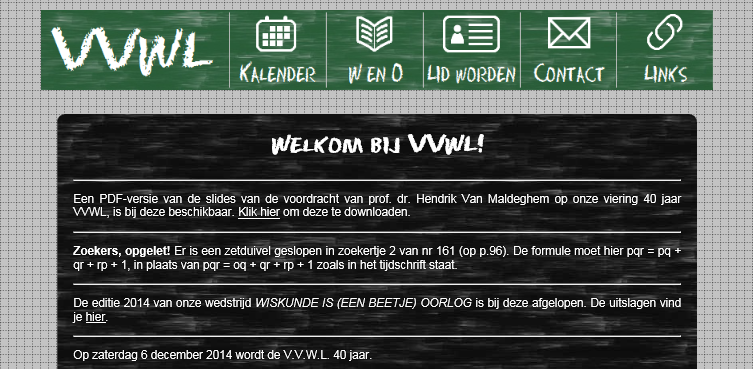 VVWL
KALENDER
W EN O
LID WORDEN
CONTACT
LINKS
WELKOM BIJ VVWL!
Een PDF-versie van de slides van de voordracht van prof. dr. Hendrik Van Maldeghem op onze viering 40 jaar
VVWL, is bij deze beschikbaar. Klik hier om deze te downloaden.
Zoekers, opgelet! Er is een zetduivel geslopen in zoekertje 2 van nr 161 (op p.96). De formule moet hier pqr = pq +
qr + rp + 1, in plaats van pqr = oq + qr + rp + 1 zoals in het tijdschrift staat.
De editie 2014 van onze wedstrijd WISKUNDE IS (EEN BEETJE) OORLOG is bij deze afgelopen. De uitslagen vind
je hier.
Op zaterdag 6 december 2014 wordt de V.V.W.L. 40 jaar.